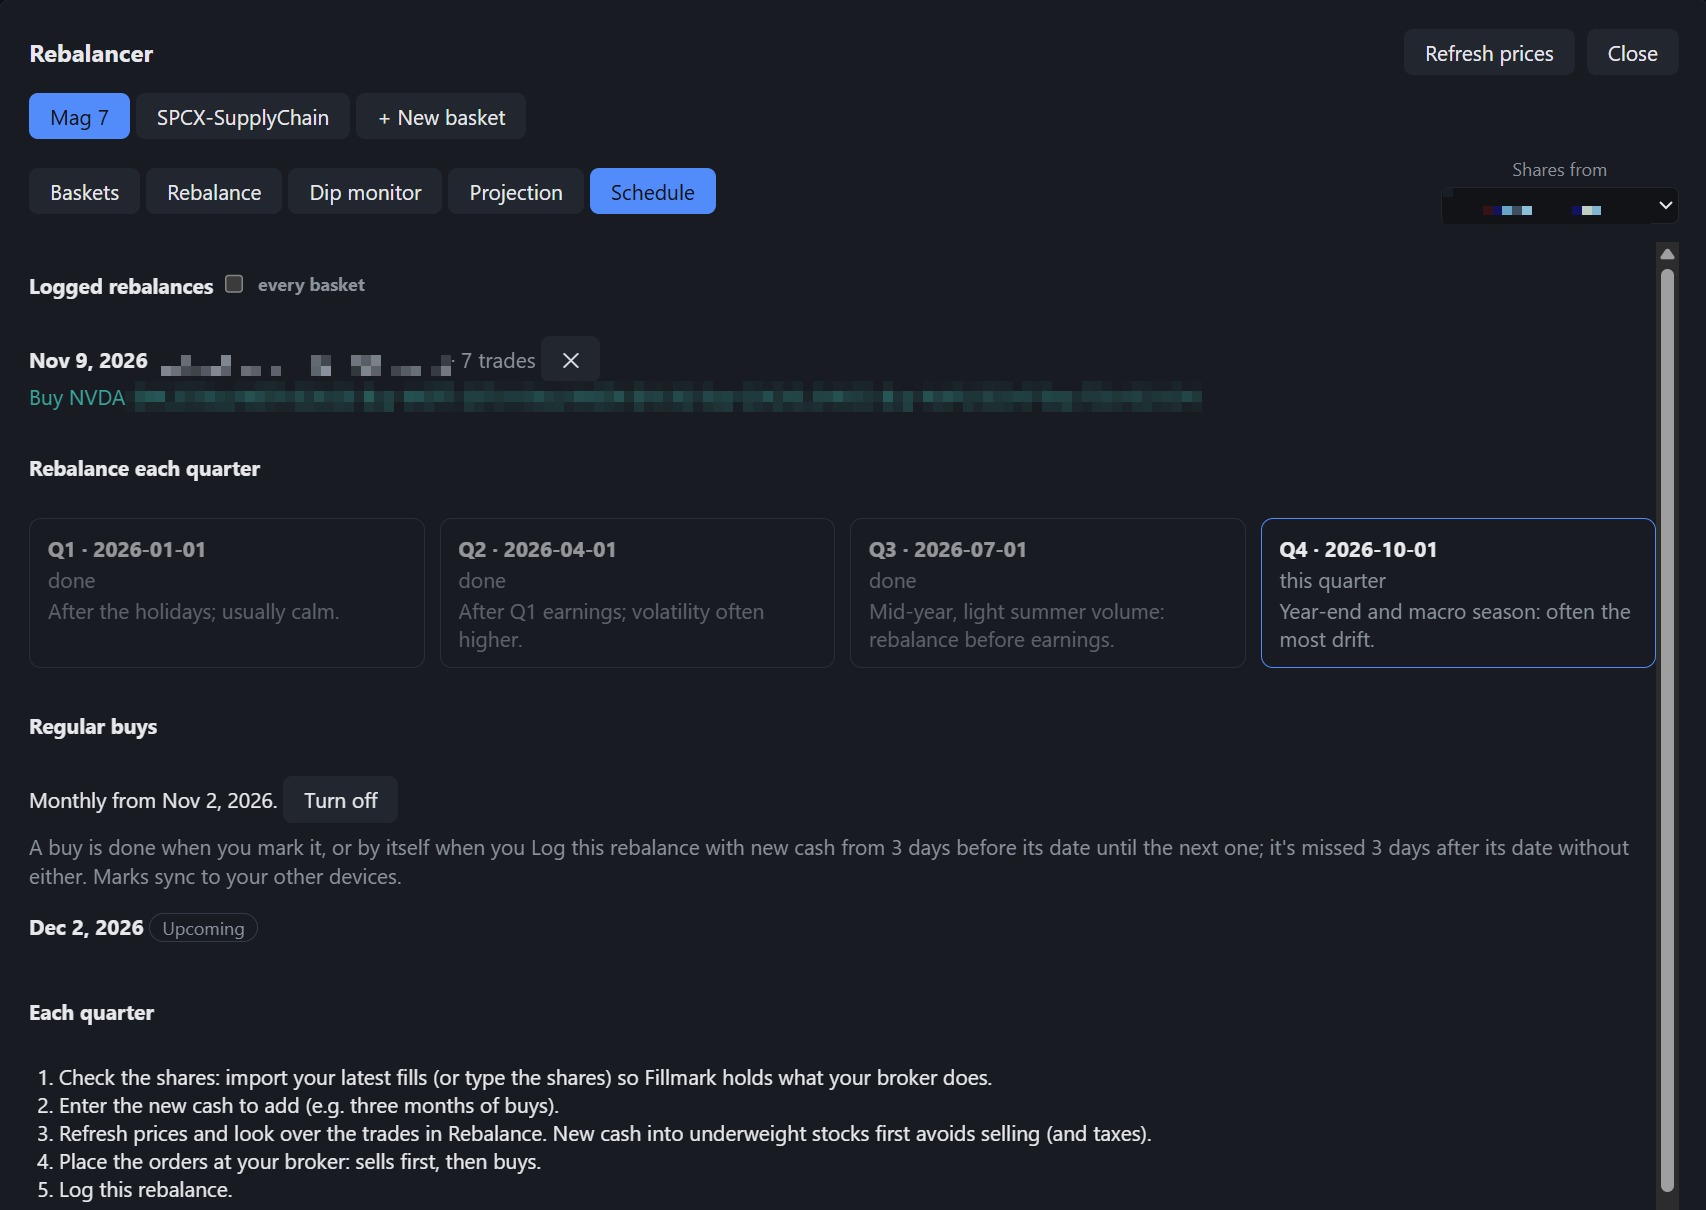 Rebalancer
Refresh prices
Close
Mag 7
SPCX-SupplyChain
+ New basket
Baskets
Rebalance
Dip monitor
Projection
Schedule
Shares from
Logged rebalances
every basket
Nov 9, 2026
· 7 trades
Buy NVDA
Rebalance each quarter
Q1 · 2026-01-01
done
After the holidays; usually calm.
Q2 · 2026-04-01
done
After Q1 earnings; volatility often
higher.
Q3 · 2026-07-01
done
Mid-year, light summer volume:
rebalance before earnings.
Q4 · 2026-10-01
this quarter
Year-end and macro season: often the
most drift.
Regular buys
Monthly from Nov 2, 2026.
Turn off
A buy is done when you mark it, or by itself when you Log this rebalance with new cash from 3 days before its date until the next one; it's missed 3 days after its date without
either. Marks sync to your other devices.
Dec 2, 2026
Upcoming
Each quarter
1. Check the shares: import your latest fills (or type the shares) so Fillmark holds what your broker does.
2. Enter the new cash to add (e.g. three months of buys).
3. Refresh prices and look over the trades in Rebalance. New cash into underweight stocks first avoids selling (and taxes).
4. Place the orders at your broker: sells first, then buys.
5. Log this rebalance.